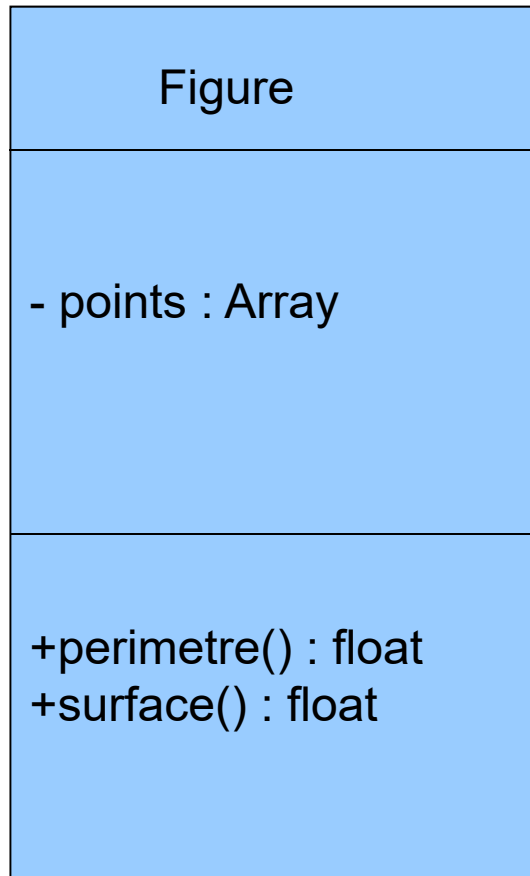 Figure
- points : Array
+perimetre() : float
+surface() : float